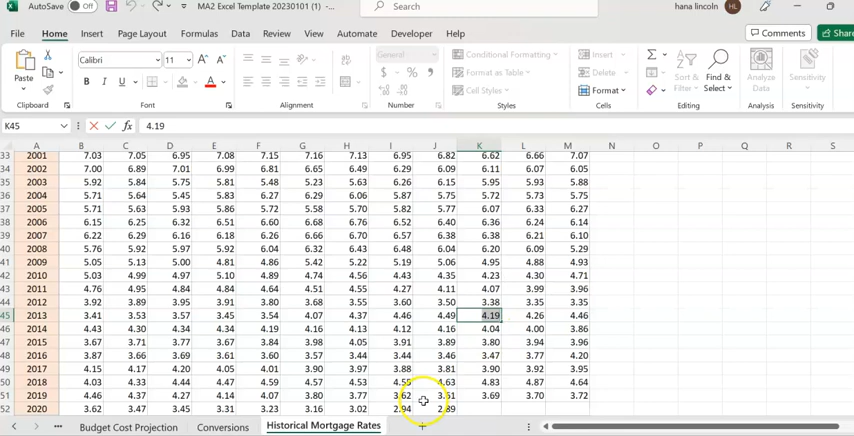 AutoSave Off MA2 Excel Template 20230101 (1) -... Search hana lincoln HL
File Home Insert Page Layout Formulas Data Review View Automate Developer Help Comments Share
Paste Calibri 11 A^ A˅ General Conditional Formatting Insert Σ
B I U A $ % 9 Format as Table Delete Sort & Find & Analyze Sensitivity
Cell Styles Format Filter Select Data
Clipboard Font Alignment Number Styles Cells Editing Analysis Sensitivity
K45 fx 4.19
A B C D E F G H I J K L M N O P Q R S
33 2001 7.03 7.05 6.95 7.08 7.15 7.16 7.13 6.95 6.82 6.62 6.66 7.07
34 2002 7.00 6.89 7.01 6.99 6.81 6.65 6.49 6.29 6.09 6.11 6.07 6.05
35 2003 5.92 5.84 5.75 5.81 5.48 5.23 5.63 6.26 6.15 5.95 5.93 5.88
36 2004 5.71 5.64 5.45 5.83 6.27 6.29 6.06 5.87 5.75 5.72 5.73 5.75
37 2005 5.71 5.63 5.93 5.86 5.72 5.58 5.70 5.82 5.77 6.07 6.33 6.27
38 2006 6.15 6.25 6.32 6.51 6.60 6.68 6.76 6.52 6.40 6.36 6.24 6.14
39 2007 6.22 6.29 6.16 6.18 6.26 6.66 6.70 6.57 6.38 6.38 6.21 6.10
40 2008 5.76 5.92 5.97 5.92 6.04 6.32 6.43 6.48 6.04 6.20 6.09 5.29
41 2009 5.05 5.13 5.00 4.81 4.86 5.42 5.22 5.19 5.06 4.95 4.88 4.93
42 2010 5.03 4.99 4.97 5.10 4.89 4.74 4.56 4.43 4.35 4.23 4.30 4.71
43 2011 4.76 4.95 4.84 4.84 4.64 4.51 4.55 4.27 4.11 4.07 3.99 3.96
44 2012 3.92 3.89 3.95 3.91 3.80 3.68 3.55 3.60 3.50 3.38 3.35 3.35
45 2013 3.41 3.53 3.57 3.45 3.54 4.07 4.37 4.46 4.49 4.19 4.26 4.46
46 2014 4.43 4.30 4.34 4.34 4.19 4.16 4.13 4.12 4.16 4.04 4.00 3.86
47 2015 3.67 3.71 3.77 3.67 3.84 3.98 4.05 3.91 3.89 3.80 3.94 3.96
48 2016 3.87 3.66 3.69 3.61 3.60 3.57 3.44 3.44 3.46 3.47 3.77 4.20
49 2017 4.15 4.17 4.20 4.05 4.01 3.90 3.97 3.88 3.81 3.90 3.92 3.95
50 2018 4.03 4.33 4.44 4.47 4.59 4.57 4.53 4.55 4.63 4.83 4.87 4.64
51 2019 4.46 4.37 4.27 4.14 4.07 3.80 3.77 3.62 3.61 3.69 3.70 3.72
52 2020 3.62 3.47 3.45 3.31 3.23 3.16 3.02 2.94 2.89
Budget Cost Projection Conversions Historical Mortgage Rates